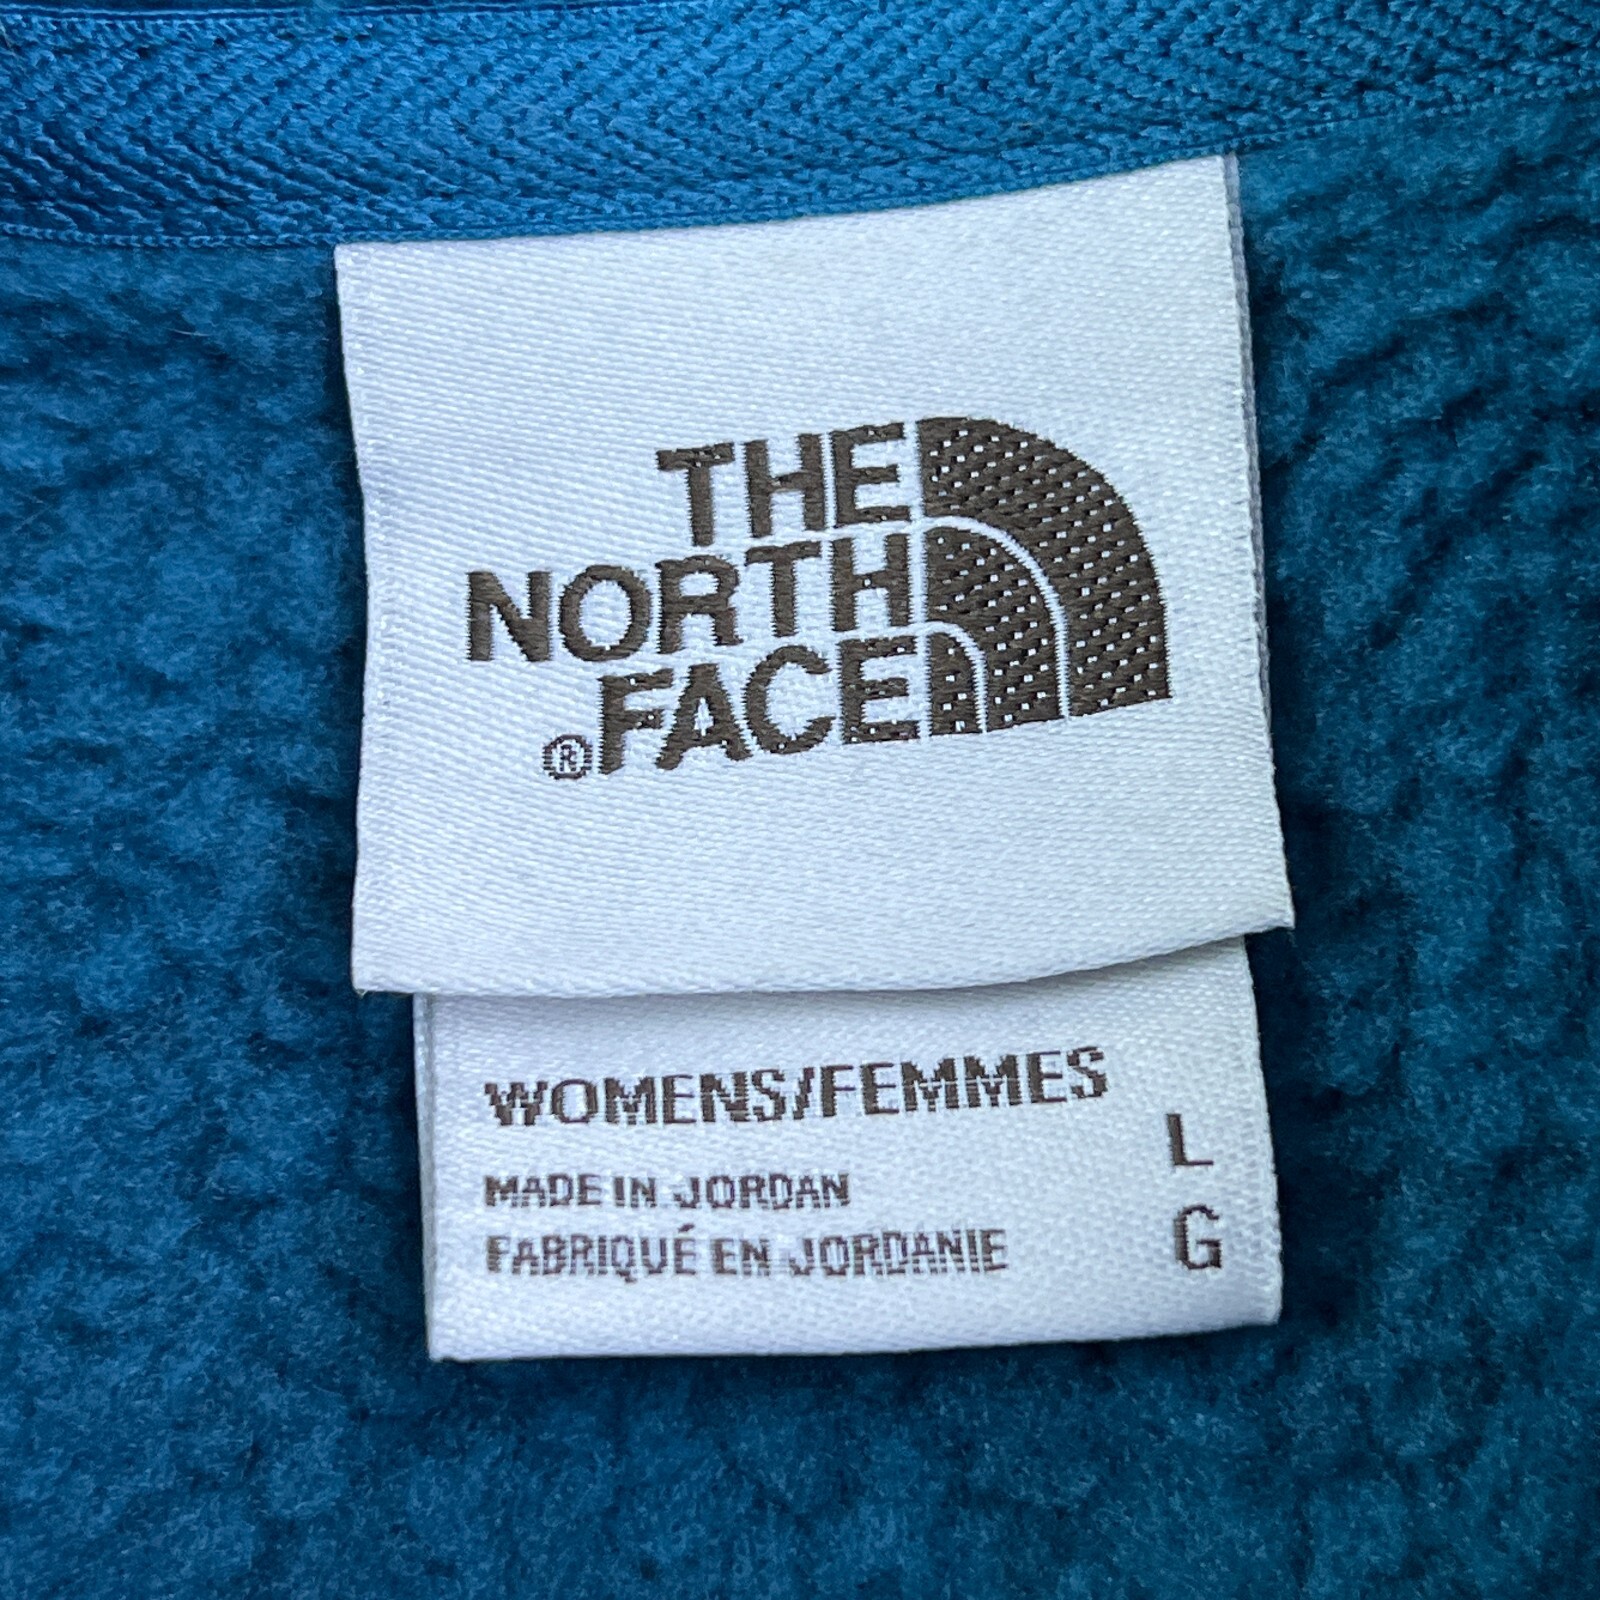 THE
NORTH
® FACE
WOMENS/FEMMES
L
MADE IN JORDAN
FABRIQUÉ EN JORDANIE
G